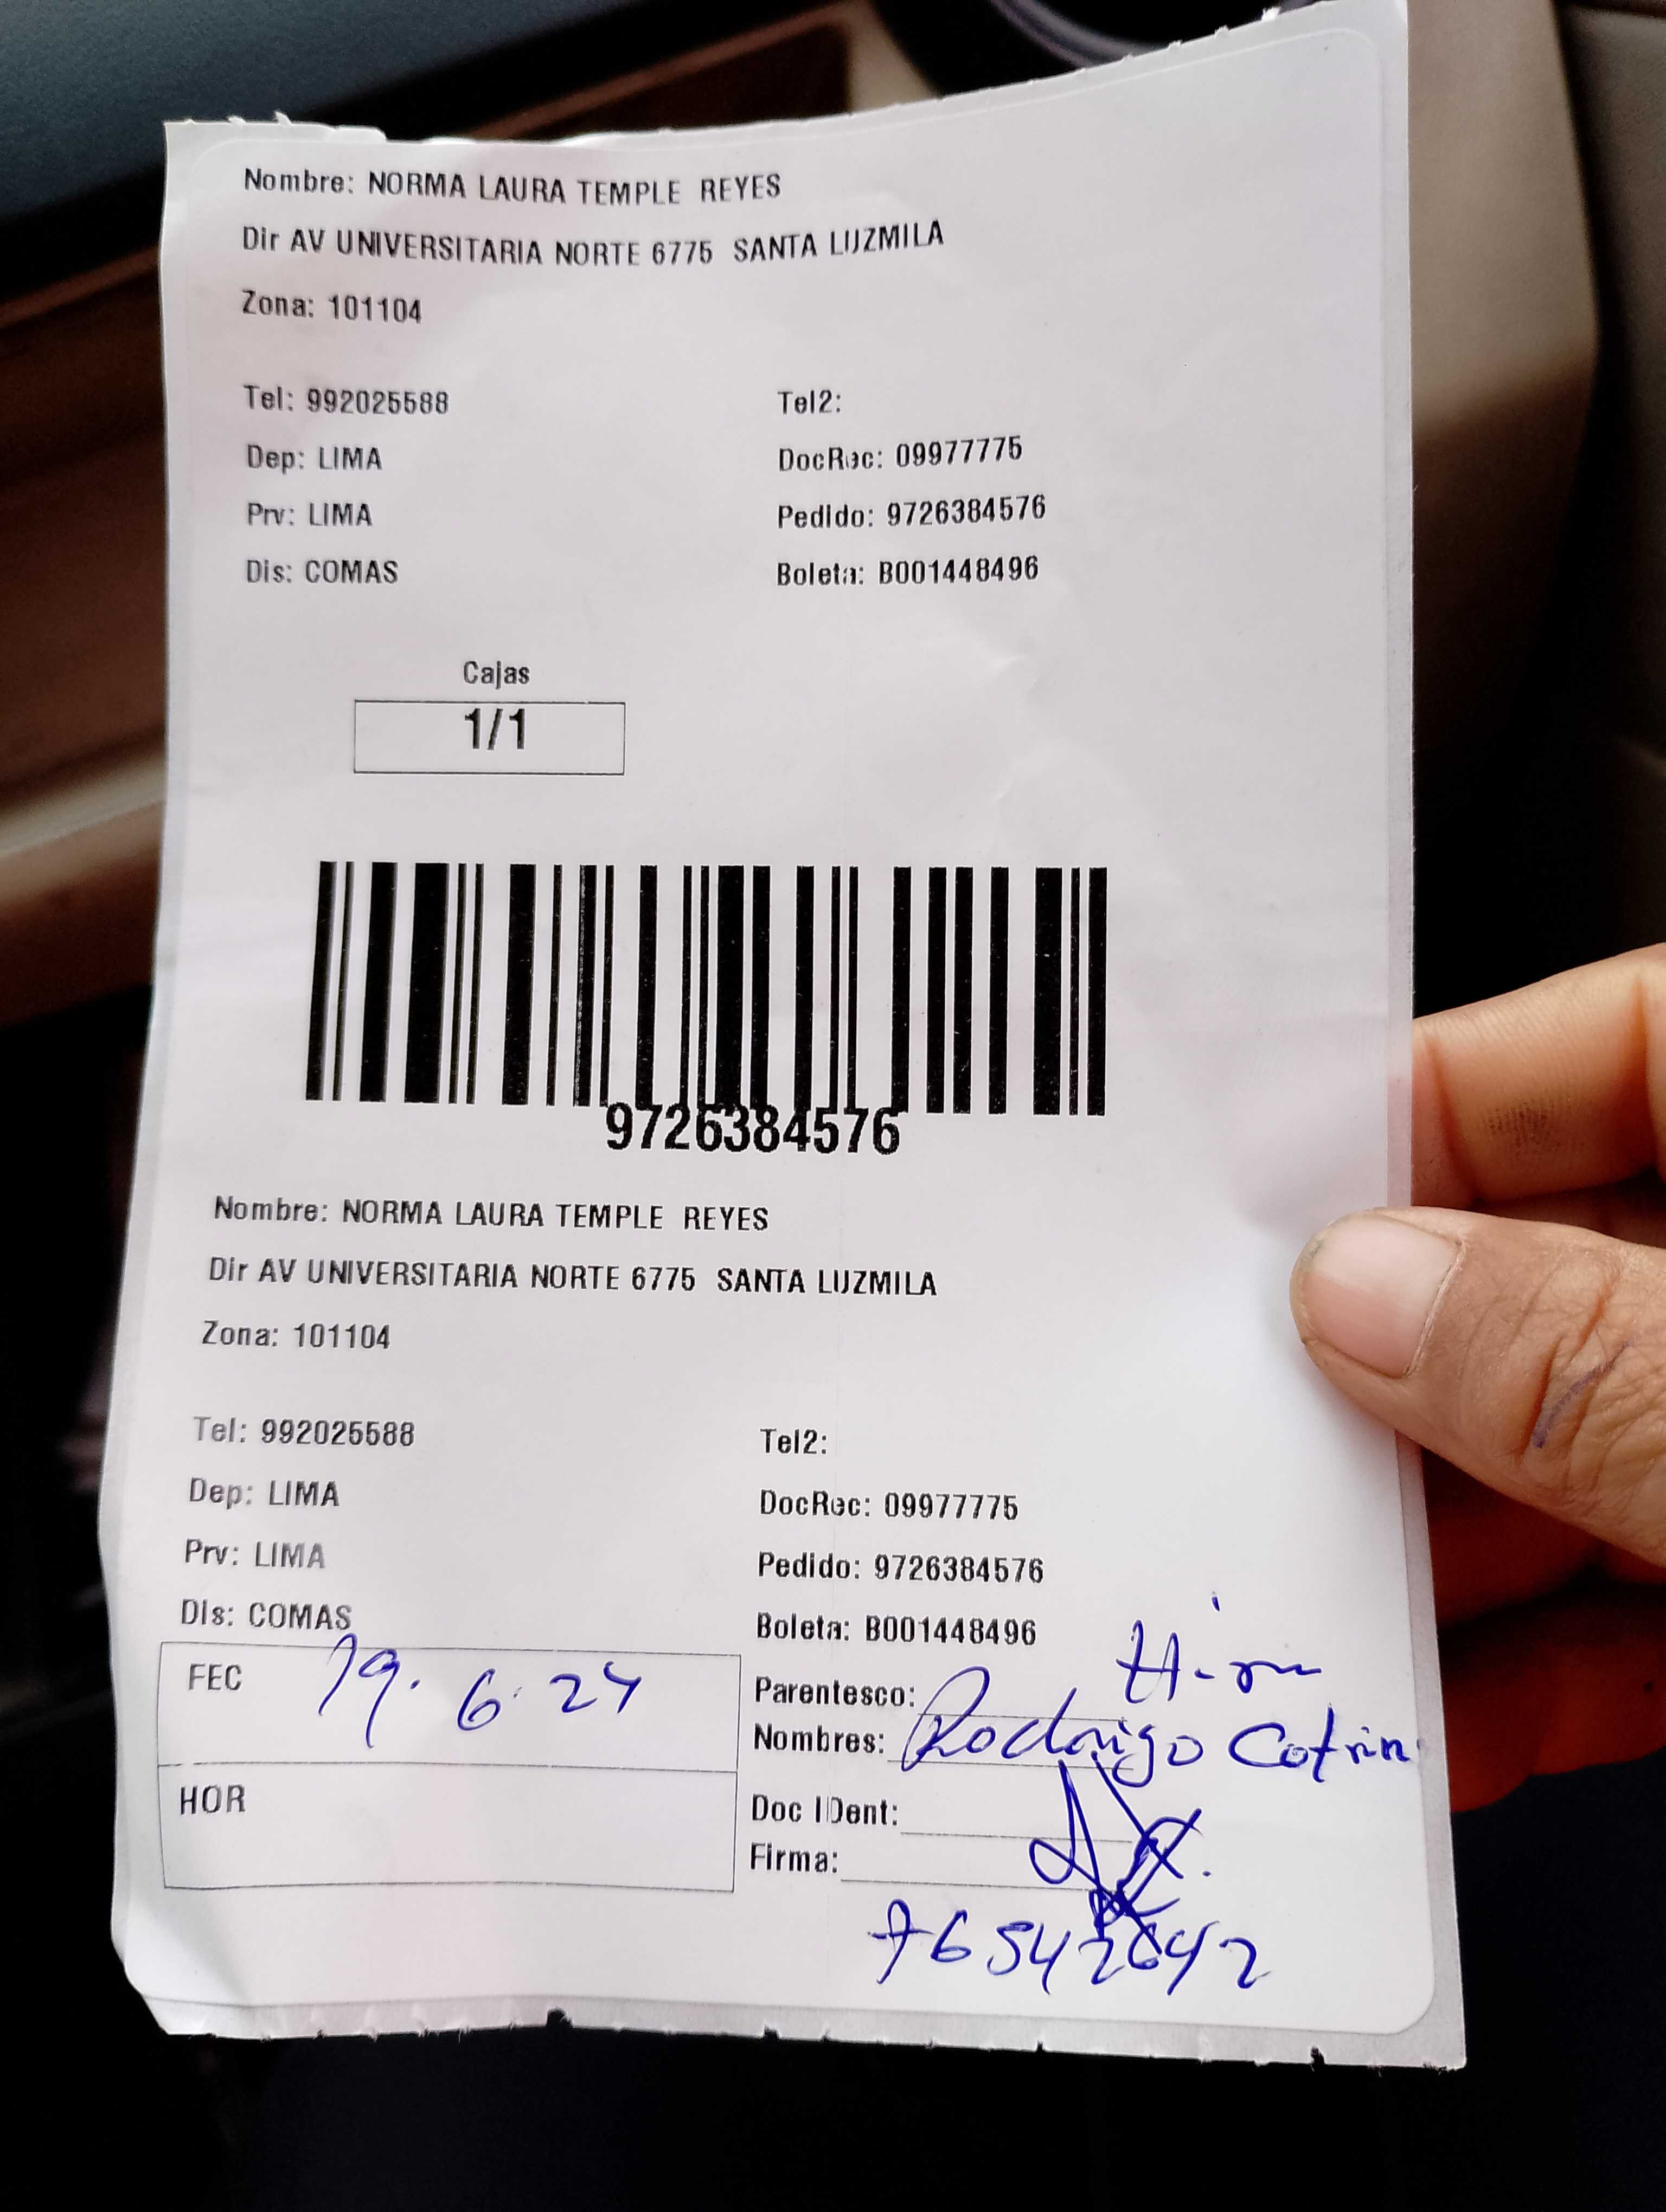 Nombre: NORMA LAURA TEMPLE REYES
Dir AV UNIVERSITARIA NORTE 6775 SANTA LUZMILA
Zona: 101104
Tel: 992025588 Tel2:
Dep: LIMA DocRec: 09977775
Prv: LIMA Pedido: 9726384576
Dis: COMAS Boleta: B001448496
Cajas
1/1
9726384576
Nombre: NORMA LAURA TEMPLE REYES
Dir AV UNIVERSITARIA NORTE 6775 SANTA LUZMILA
Zona: 101104
Tel: 992025588 Tel2:
Dep: LIMA DocRec: 09977775
Prv: LIMA Pedido: 9726384576
Dis: COMAS Boleta: B001448496
FEC 19. 6. 24 Parentesco:
Nombres: Rodrigo Cotrin
HOR Doc IDent:
Firma: